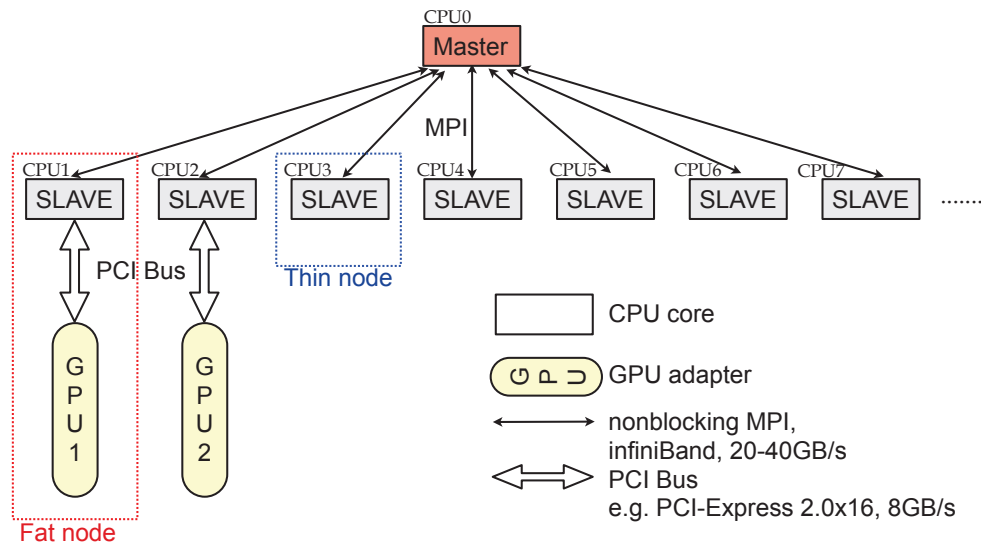 CPU0
Master
MPI
CPU1
CPU2
CPU3
CPU4
CPU5
CPU6
CPU7
SLAVE
SLAVE
SLAVE
SLAVE
SLAVE
SLAVE
SLAVE
........
PCI Bus
Thin node
G
P
U
1
G
P
U
2
Fat node
CPU core
GPU
GPU adapter
nonblocking MPI,
infiniBand, 20-40GB/s
PCI Bus
e.g. PCI-Express 2.0x16, 8GB/s